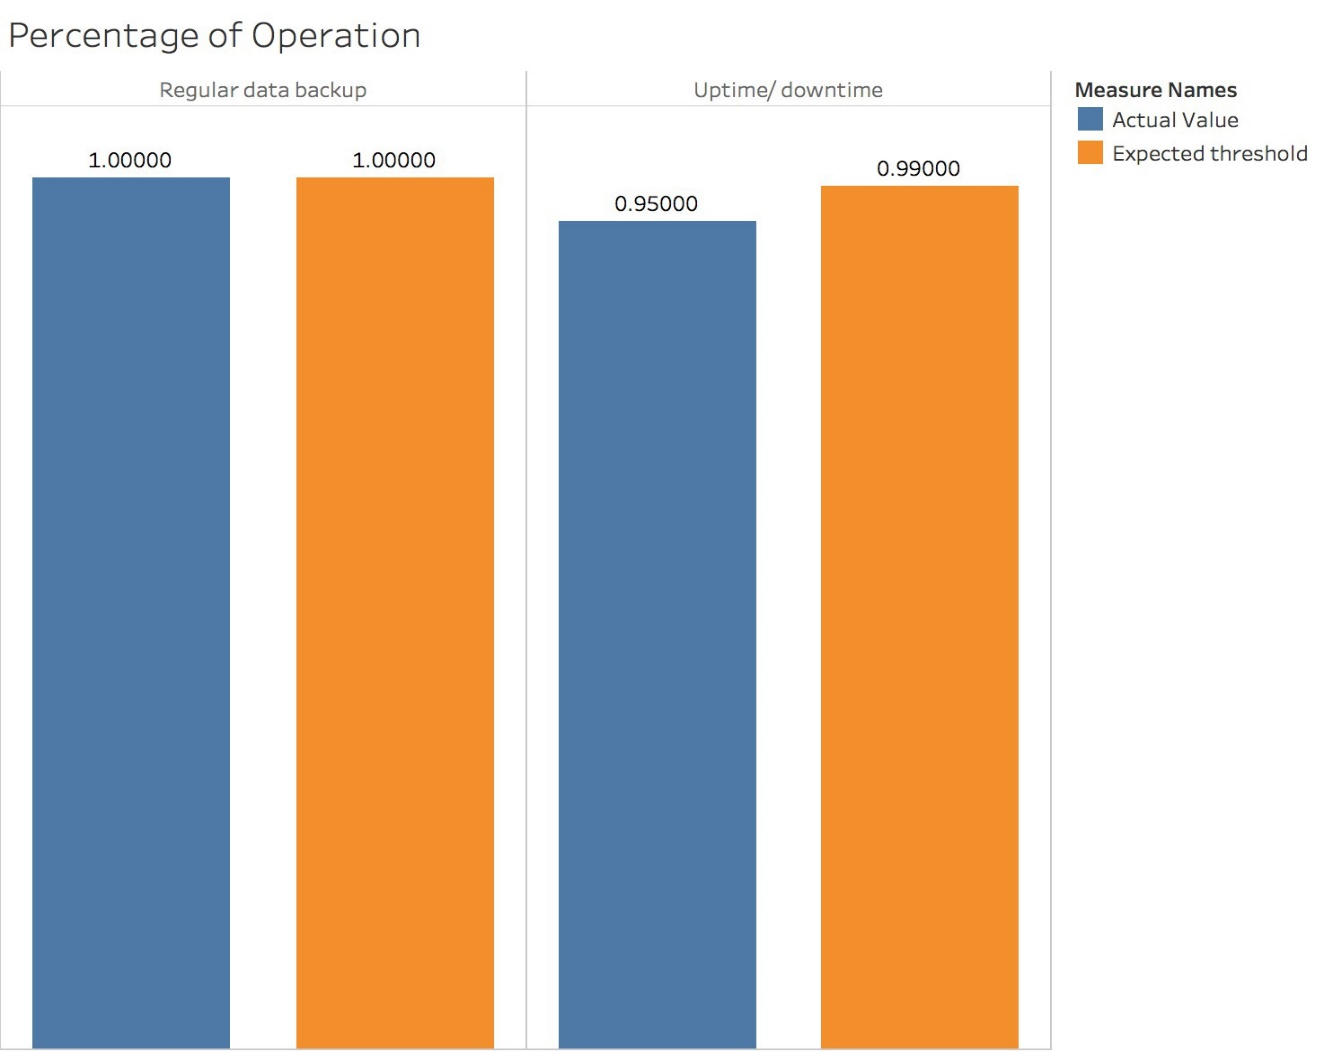 Percentage of Operation
Regular data backup
Uptime/ downtime
Measure Names
Actual Value
Expected threshold
1.00000
1.00000
0.95000
0.99000